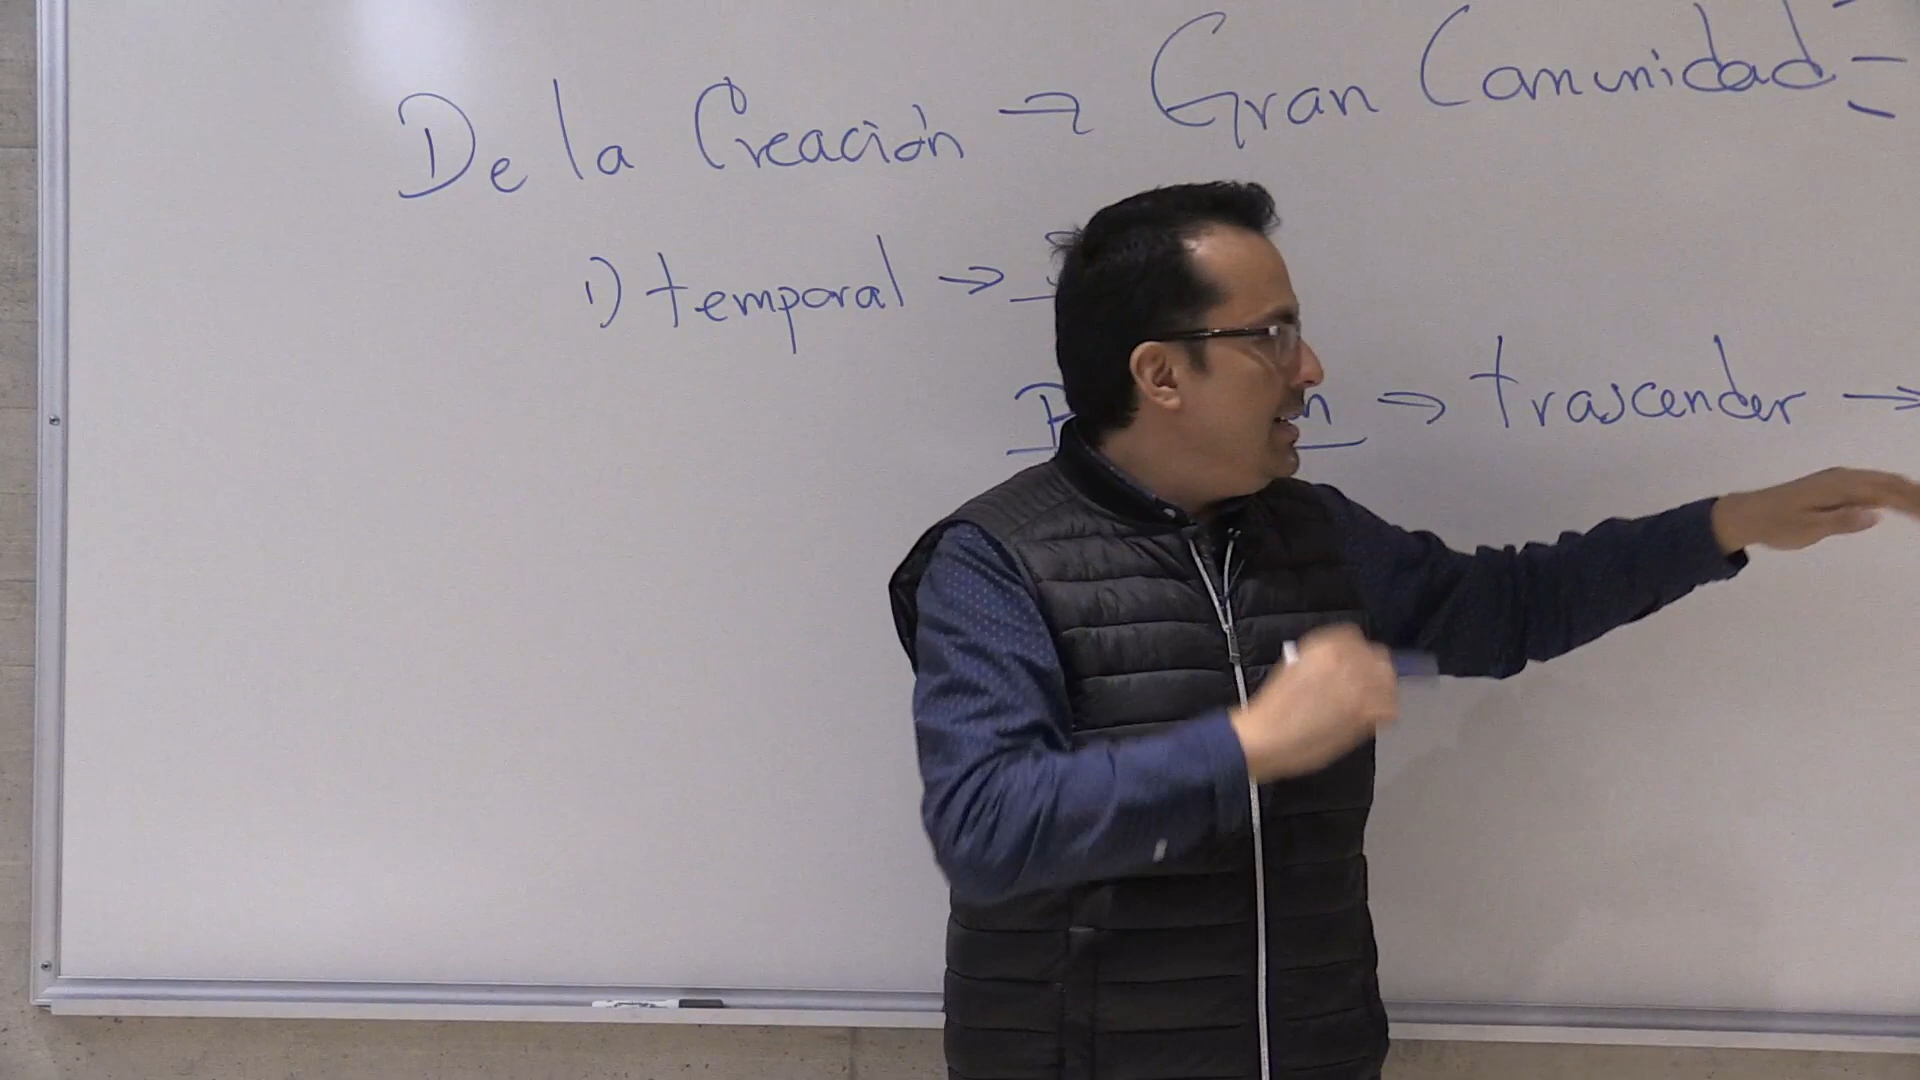 De la Creación → Gran Comunidad =
1) temporal →
→ trascender →